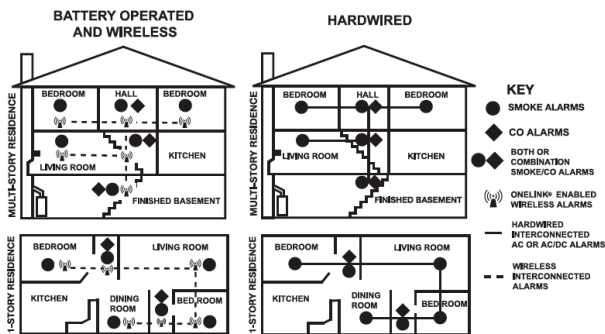 BATTERY OPERATED
AND WIRELESS
MULTI-STORY RESIDENCE
BEDROOM
HALL
BEDROOM
LIVING ROOM
KITCHEN
FINISHED BASEMENT
1-STORY RESIDENCE
BEDROOM
LIVING ROOM
KITCHEN
DINING
ROOM
BEDROOM
HARDWIRED
MULTI-STORY RESIDENCE
BEDROOM
HALL
BEDROOM
LIVING ROOM
KITCHEN
FINISHED BASEMENT
1-STORY RESIDENCE
BEDROOM
LIVING ROOM
KITCHEN
DINING
ROOM
BEDROOM
KEY
SMOKE ALARMS
CO ALARMS
BOTH OR
COMBINATION
SMOKE/CO ALARMS
ONELINK® ENABLED
WIRELESS ALARMS
HARDWIRED
INTERCONNECTED
AC OR AC/DC ALARMS
WIRELESS
INTERCONNECTED
ALARMS